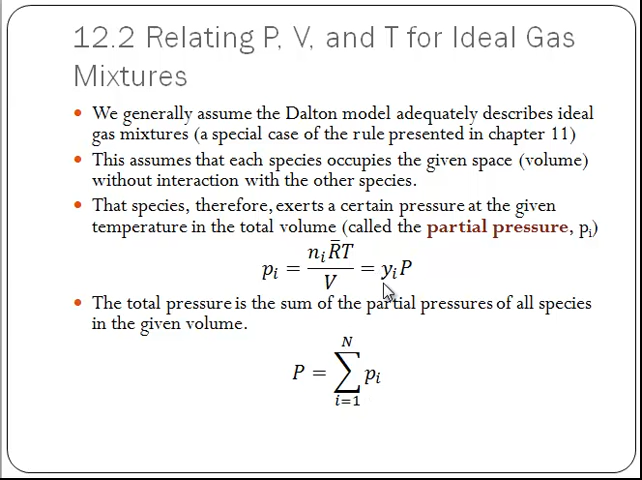 12.2 Relating P, V, and T for Ideal Gas
Mixtures
• We generally assume the Dalton model adequately describes ideal
gas mixtures (a special case of the rule presented in chapter 11)
• This assumes that each species occupies the given space (volume)
without interaction with the other species.
• That species, therefore, exerts a certain pressure at the given
temperature in the total volume (called the partial pressure, pᵢ)
pᵢ = nᵢR̅T / V = yᵢP
• The total pressure is the sum of the partial pressures of all species
in the given volume.
P = ∑ᵢ₌₁ᴺ pᵢ